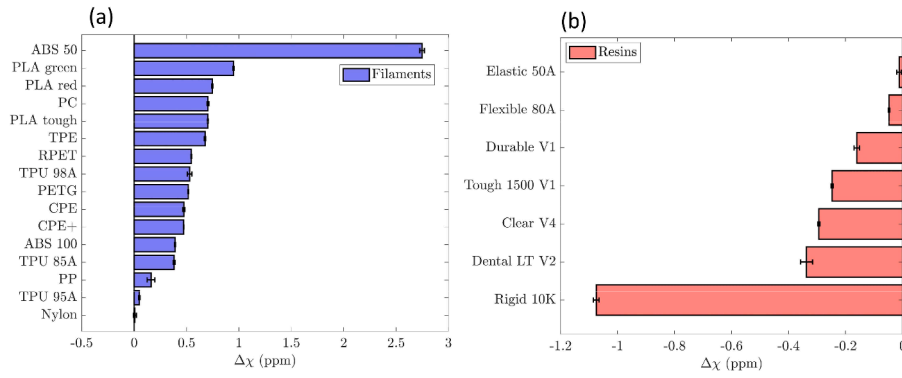 (a)
ABS 50
PLA green
PLA red
PC
PLA tough
TPE
RPET
TPU 98A
PETG
CPE
CPE+
ABS 100
TPU 85A
PP
TPU 95A
Nylon
Filaments
-0.5 0 0.5 1 1.5 2 2.5 3
Δχ (ppm)
(b)
Resins
Elastic 50A
Flexible 80A
Durable V1
Tough 1500 V1
Clear V4
Dental LT V2
Rigid 10K
-1.2 -1 -0.8 -0.6 -0.4 -0.2 0
Δχ (ppm)